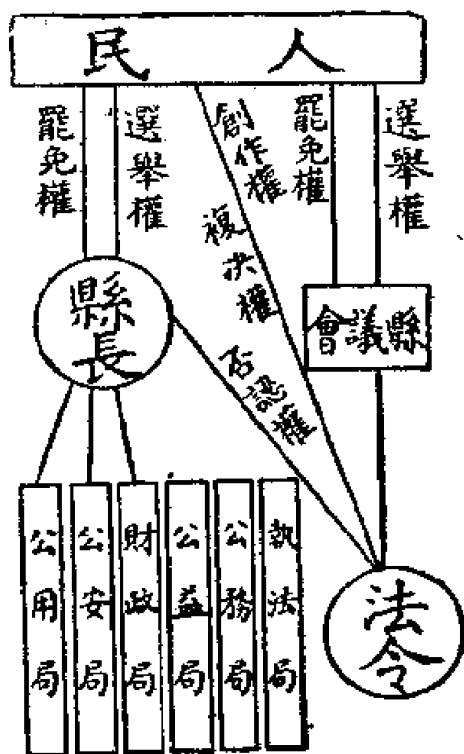 人民
選舉權
罷免權
創作權
複決權
選舉權
罷免權
縣議會
縣長
否認權
執法局
公務局
公益局
財政局
公安局
公用局
法令